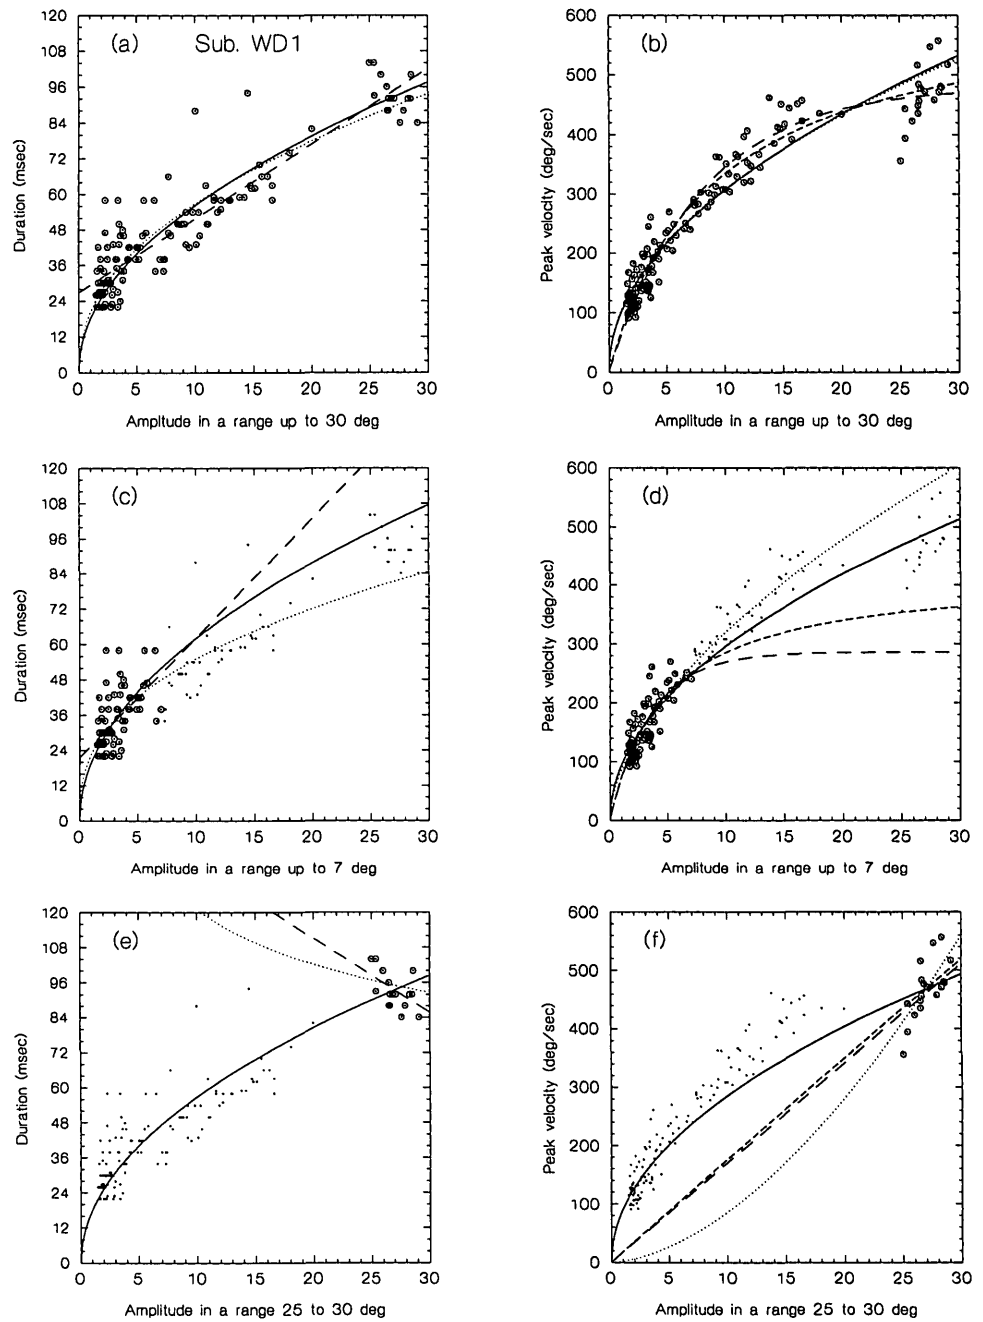 (a) Sub. WD1
120
108
96
84
72
60
48
36
24
12
0
Duration (msec)
0 5 10 15 20 25 30
Amplitude in a range up to 30 deg
(b)
600
500
400
300
200
100
0
Peak velocity (deg/sec)
0 5 10 15 20 25 30
Amplitude in a range up to 30 deg
(c)
120
108
96
84
72
60
48
36
24
12
0
Duration (msec)
0 5 10 15 20 25 30
Amplitude in a range up to 7 deg
(d)
600
500
400
300
200
100
0
Peak velocity (deg/sec)
0 5 10 15 20 25 30
Amplitude in a range up to 7 deg
(e)
120
108
96
84
72
60
48
36
24
12
0
Duration (msec)
0 5 10 15 20 25 30
Amplitude in a range 25 to 30 deg
(f)
600
500
400
300
200
100
0
Peak velocity (deg/sec)
0 5 10 15 20 25 30
Amplitude in a range 25 to 30 deg